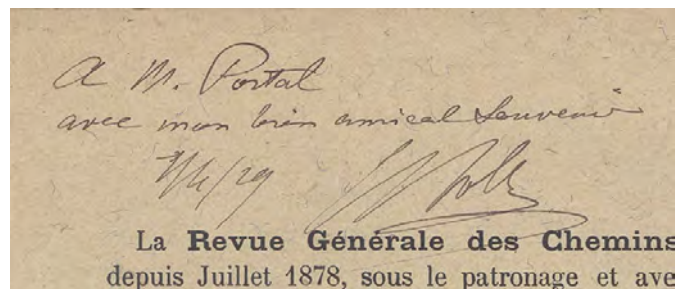 A M. Portal
avec mon bien amical Souvenir
La Revue Générale des Chemins
depuis Juillet 1878, sous le patronage et ave